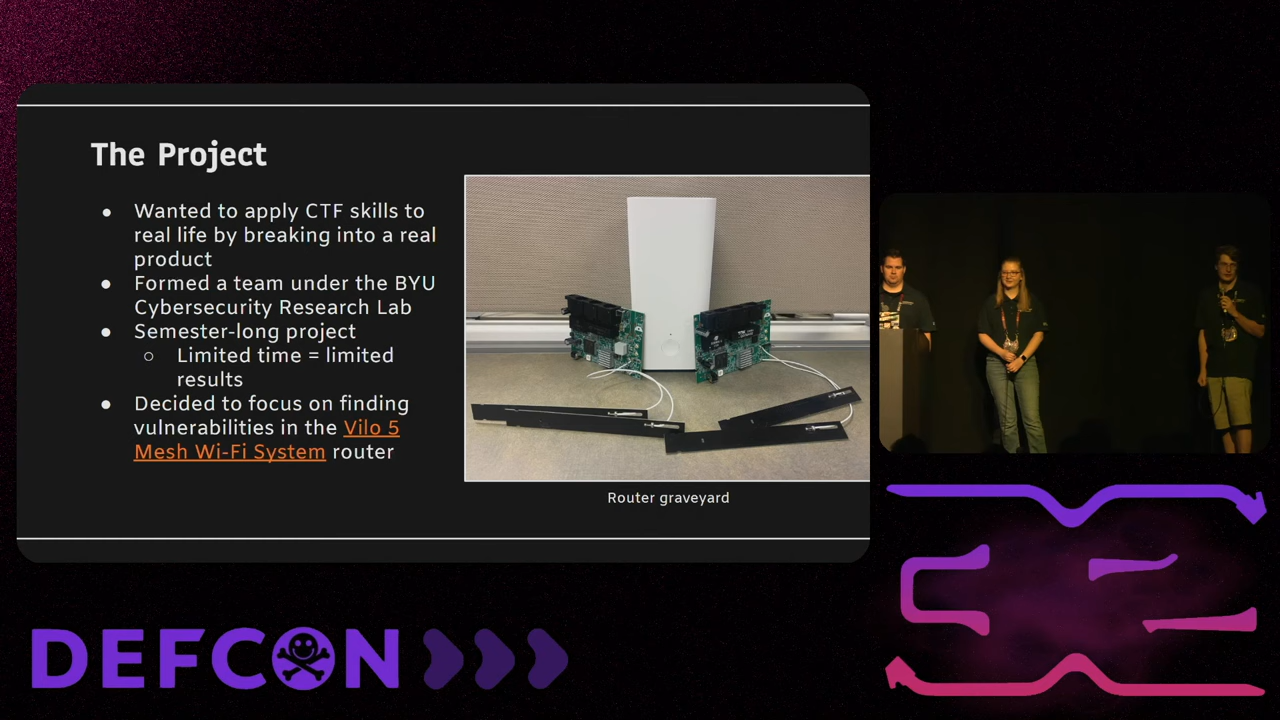 The Project
● Wanted to apply CTF skills to
real life by breaking into a real
product
● Formed a team under the BYU
Cybersecurity Research Lab
● Semester-long project
○ Limited time = limited
results
● Decided to focus on finding
vulnerabilities in the Vilo 5
Mesh Wi-Fi System router
Router graveyard
DEFCON